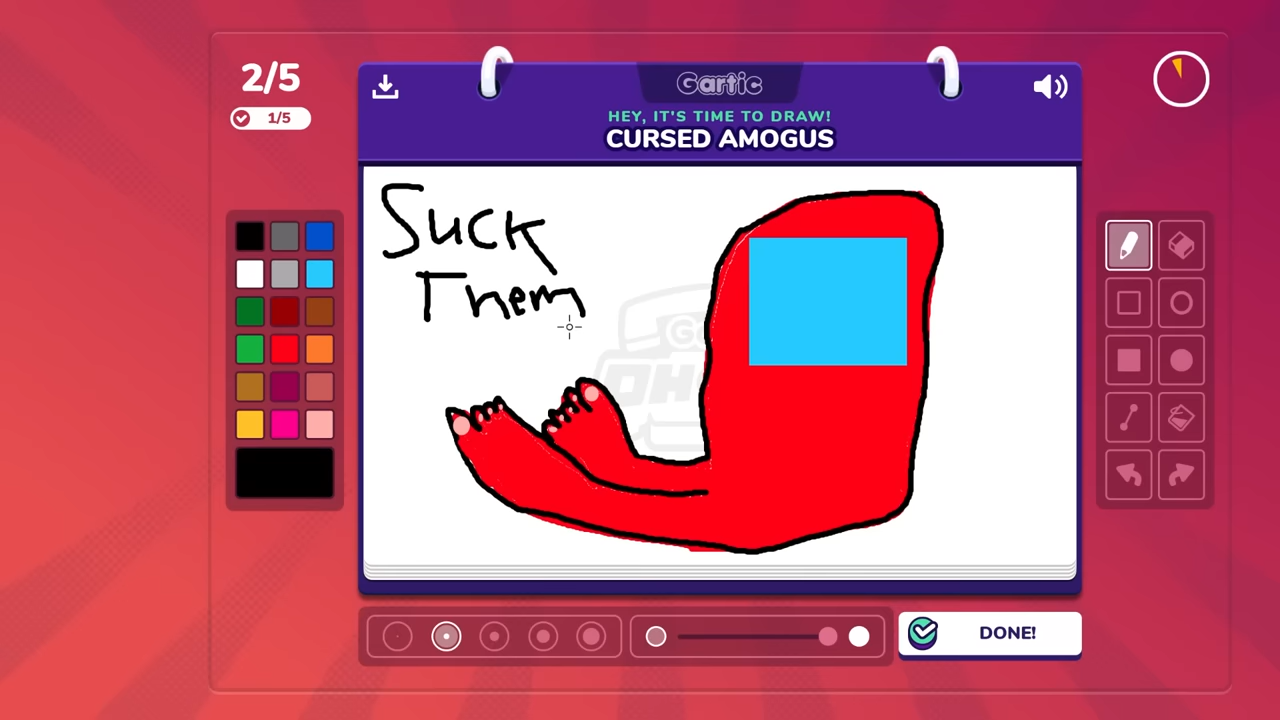 2/5
1/5
Gartic
HEY, IT'S TIME TO DRAW!
CURSED AMOGUS
Suck
Them
DONE!